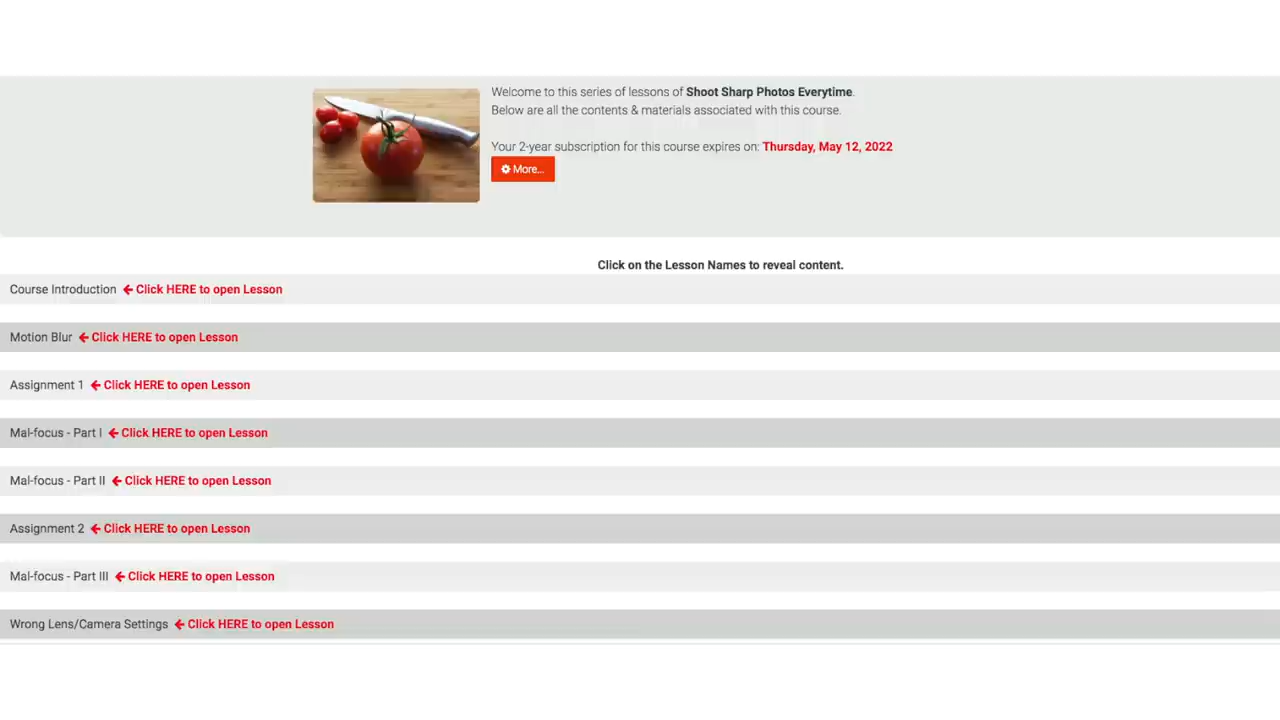 Welcome to this series of lessons of Shoot Sharp Photos Everytime.
Below are all the contents & materials associated with this course.
Your 2-year subscription for this course expires on: Thursday, May 12, 2022
More...
Click on the Lesson Names to reveal content.
Course Introduction ← Click HERE to open Lesson
Motion Blur ← Click HERE to open Lesson
Assignment 1 ← Click HERE to open Lesson
Mal-focus - Part I ← Click HERE to open Lesson
Mal-focus - Part II ← Click HERE to open Lesson
Assignment 2 ← Click HERE to open Lesson
Mal-focus - Part III ← Click HERE to open Lesson
Wrong Lens/Camera Settings ← Click HERE to open Lesson